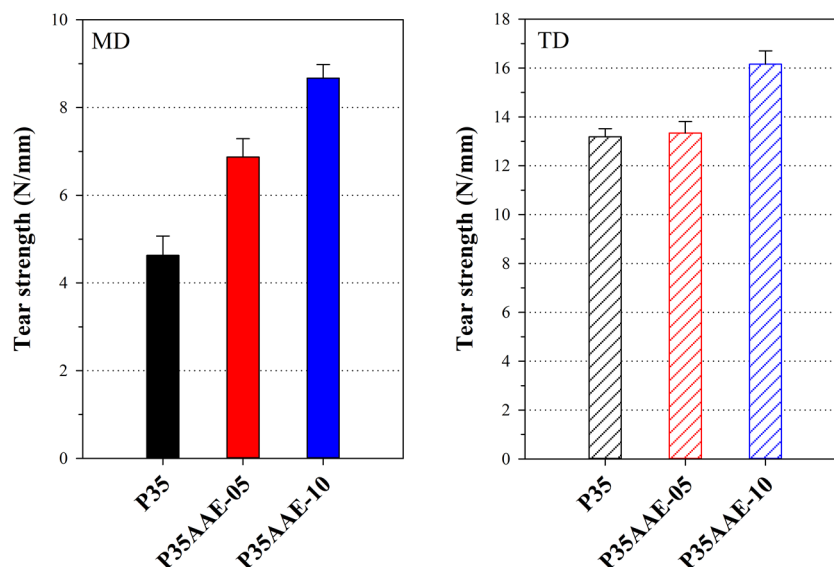 MD
Tear strength (N/mm)
10
8
6
4
2
0
P35
P35AAE-05
P35AAE-10
TD
Tear strength (N/mm)
18
16
14
12
10
8
6
4
2
0
P35
P35AAE-05
P35AAE-10